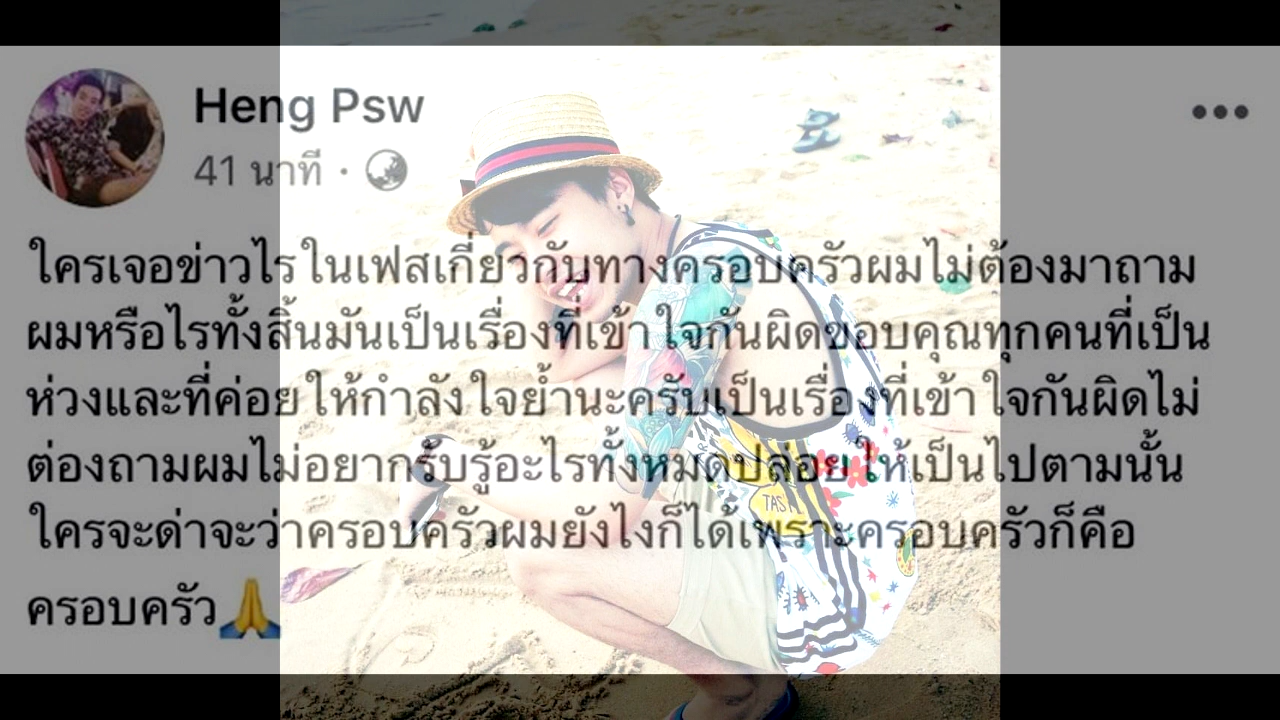 Heng Psw
41 นาที ·
ใครเจอข่าวไรในเฟสเกี่ยวกับทางครอบครัวผมไม่ต้องมาถาม
ผมหรือไรทั้งสิ้นมันเป็นเรื่องที่เข้าใจกันผิดขอบคุณทุกคนที่เป็น
ห่วงและที่ค่อยให้กำลังใจย้ำนะครับเป็นเรื่องที่เข้าใจกันผิดไม่
ต่องถามผมไม่อยากรับรู้อะไรทั้งหมดปล่อยให้เป็นไปตามนั้น
ใครจะด่าจะว่าครอบครัวผมยังไงก็ได้เพราะครอบครัวก็คือ
ครอบครัว🙏